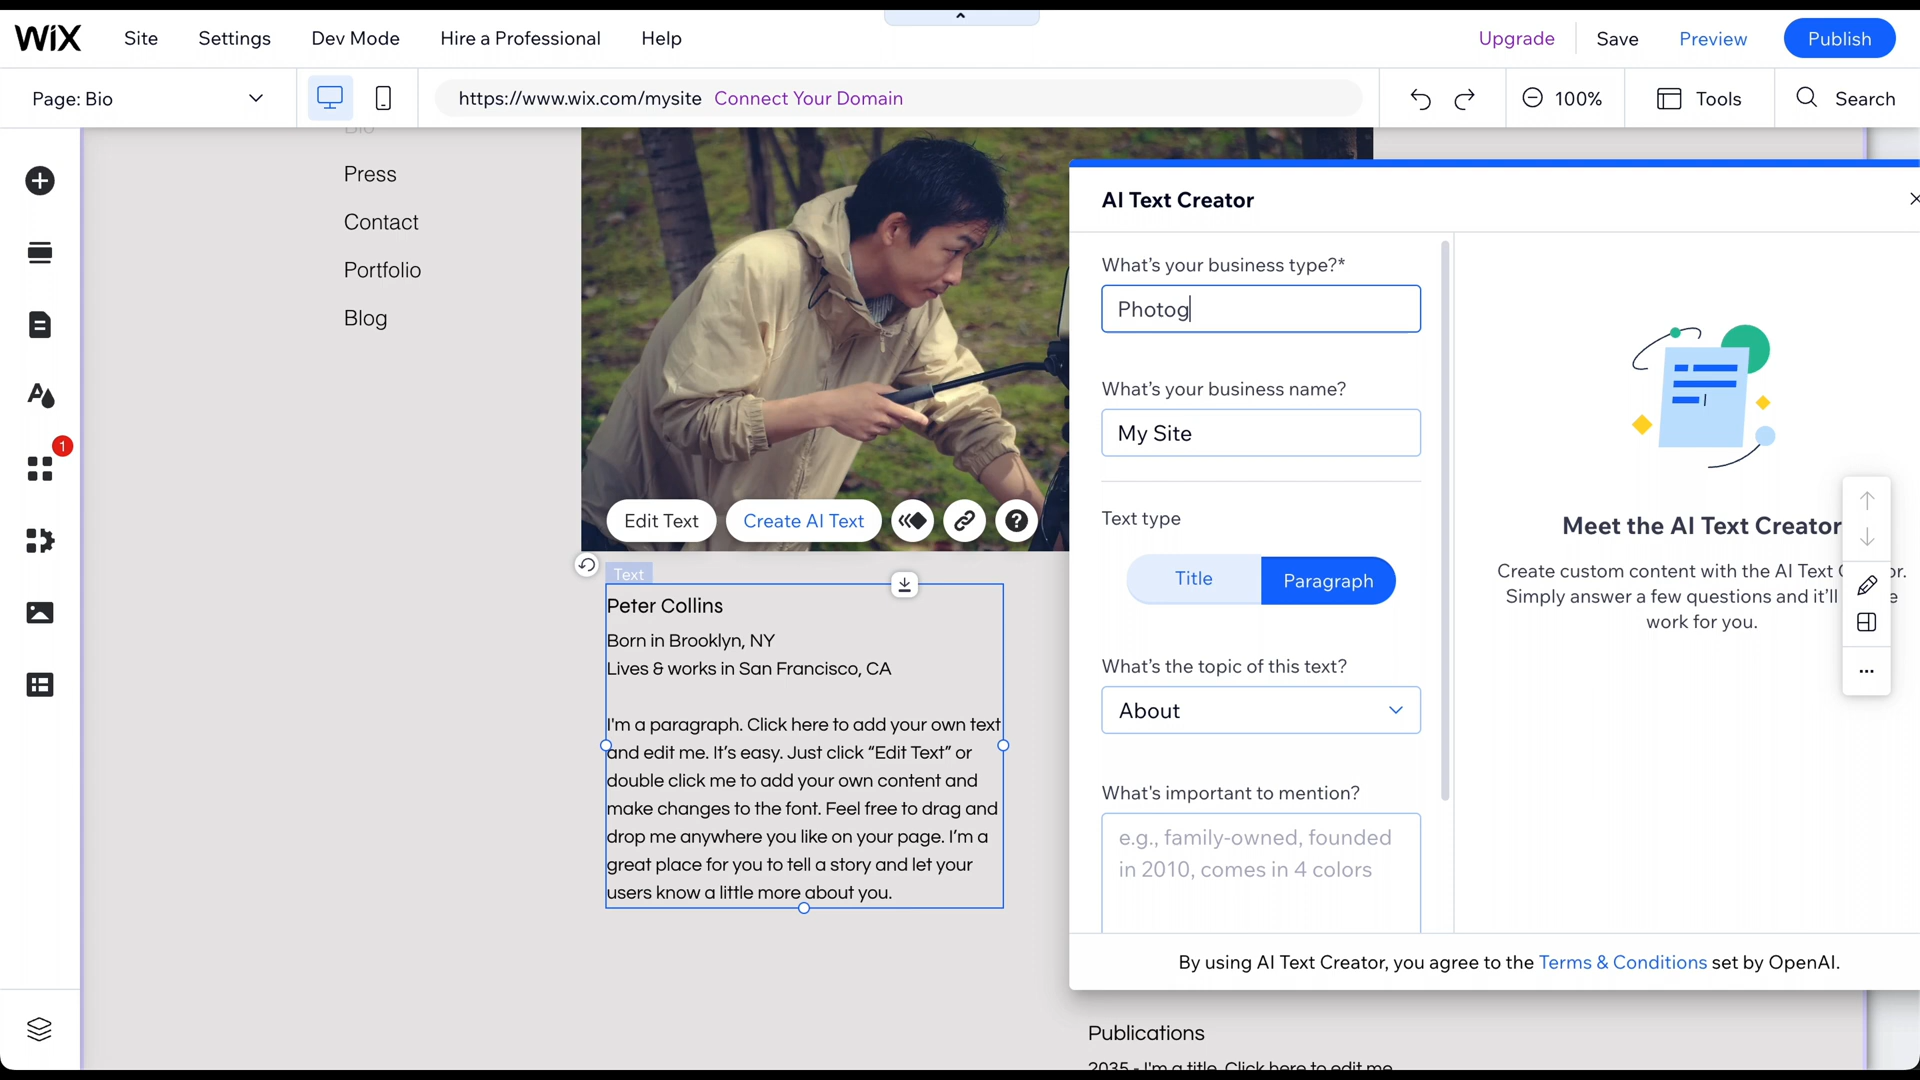 WiX
Site
Settings
Dev Mode
Hire a Professional
Help
Upgrade
Save
Preview
Publish
Page: Bio
https://www.wix.com/mysite
Connect Your Domain
100%
Tools
Search
Bio
Press
Contact
Portfolio
Blog
1
Edit Text
Create AI Text
?
Text
Peter Collins
Born in Brooklyn, NY
Lives & works in San Francisco, CA
I'm a paragraph. Click here to add your own text
and edit me. It's easy. Just click “Edit Text” or
double click me to add your own content and
make changes to the font. Feel free to drag and
drop me anywhere you like on your page. I'm a
great place for you to tell a story and let your
users know a little more about you.
AI Text Creator
What's your business type?*
Photog
What's your business name?
My Site
Text type
Title
Paragraph
What's the topic of this text?
About
What's important to mention?
e.g., family-owned, founded
in 2010, comes in 4 colors
Meet the AI Text Creator
Create custom content with the AI Text
Simply answer a few questions and it'll
work for you.
By using AI Text Creator, you agree to the Terms & Conditions set by OpenAI.
Publications
2035 - I'm a title. Click here to edit me